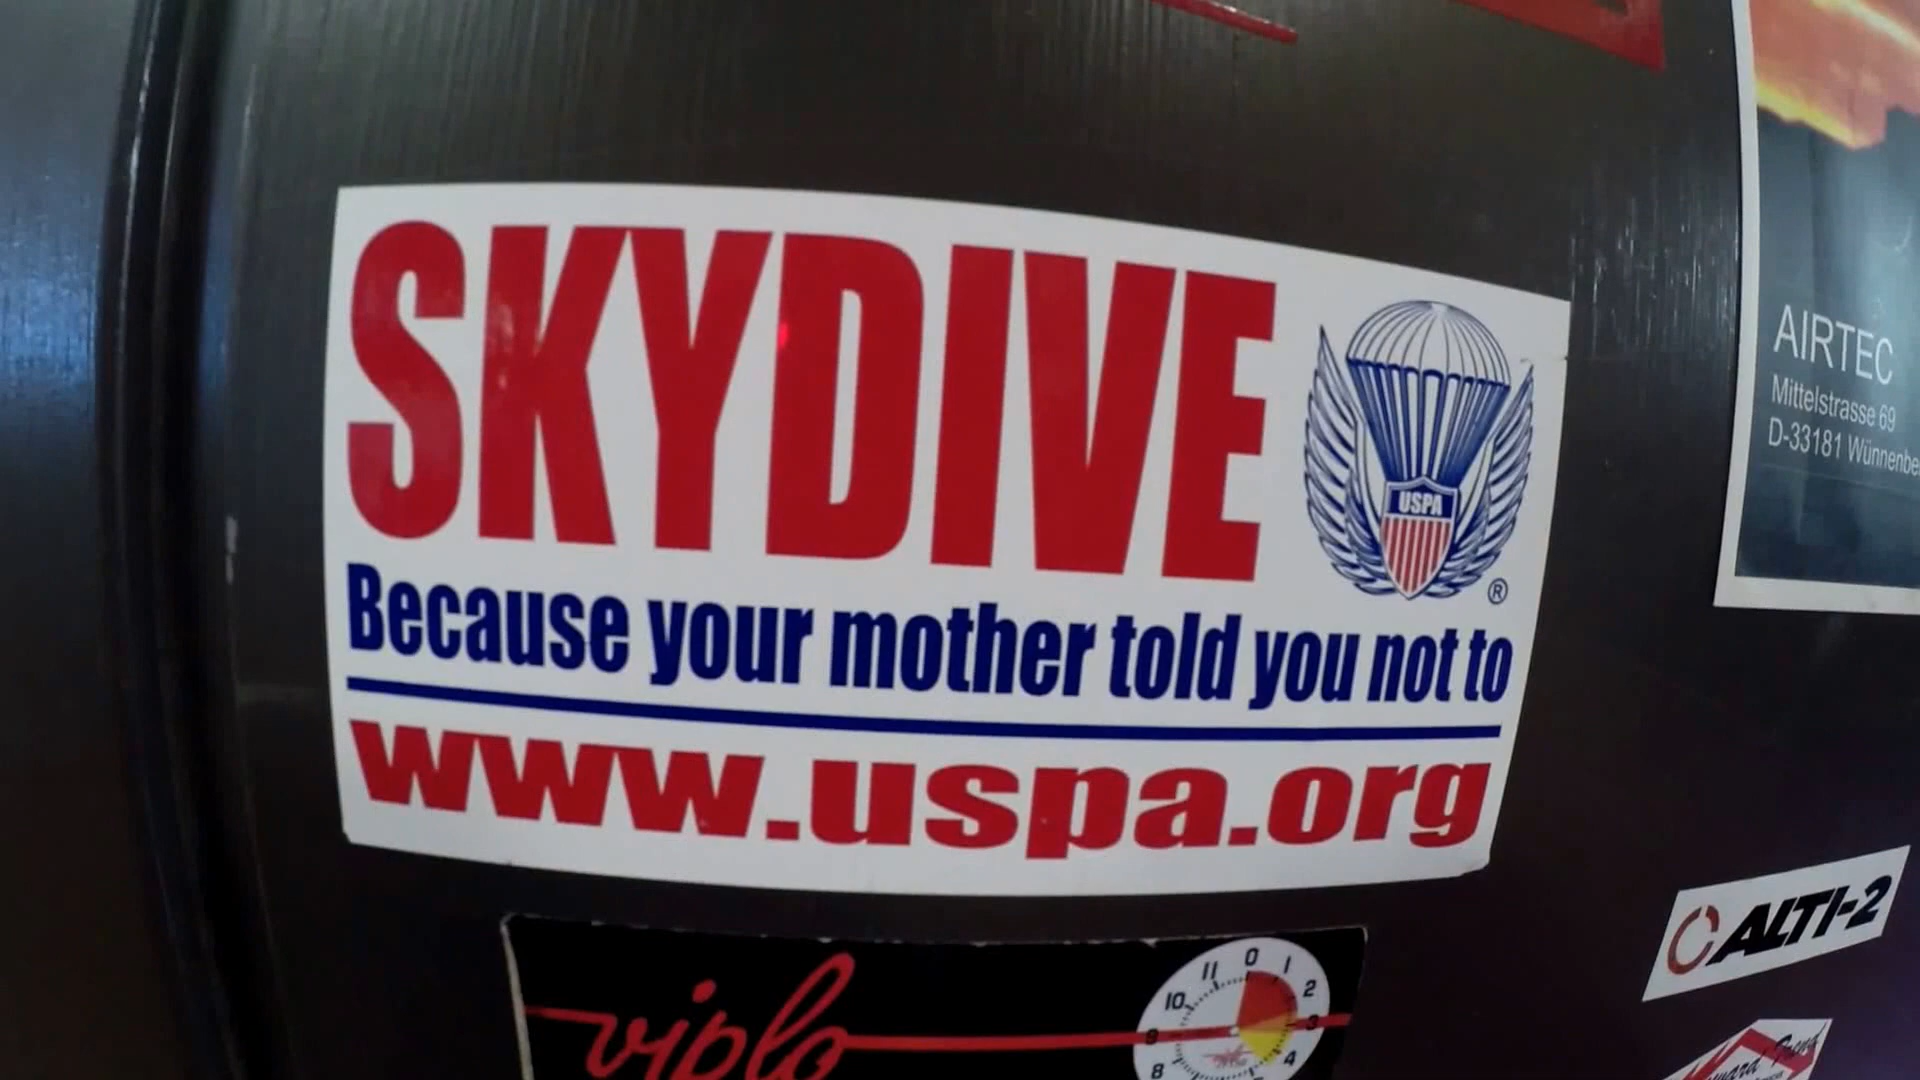 SKYDIVE
USPA
®
Because your mother told you not to
www.uspa.org
AIRTEC
Mittelstrasse 69
D-33181
ALTI-2
viplo
0
1
2
3
4
8
9
10
11